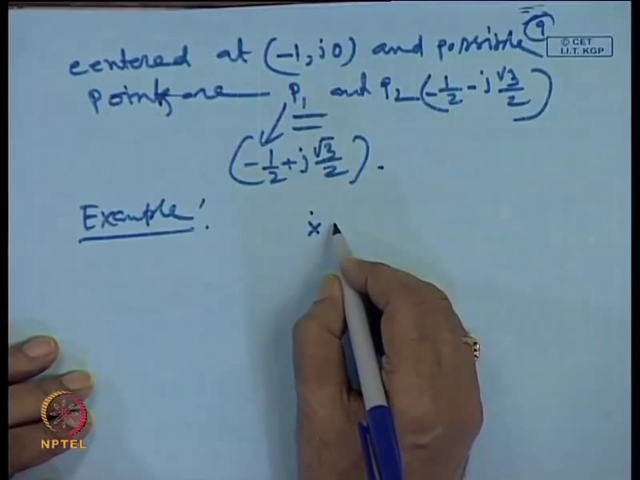 centered at (-1, j0) and possible
points are P₁ and P₂ (-1/2 - j√3/2)
(-1/2 + j√3/2).
Example:
ẋ
9
© CET
I.I.T. KGP
NPTEL